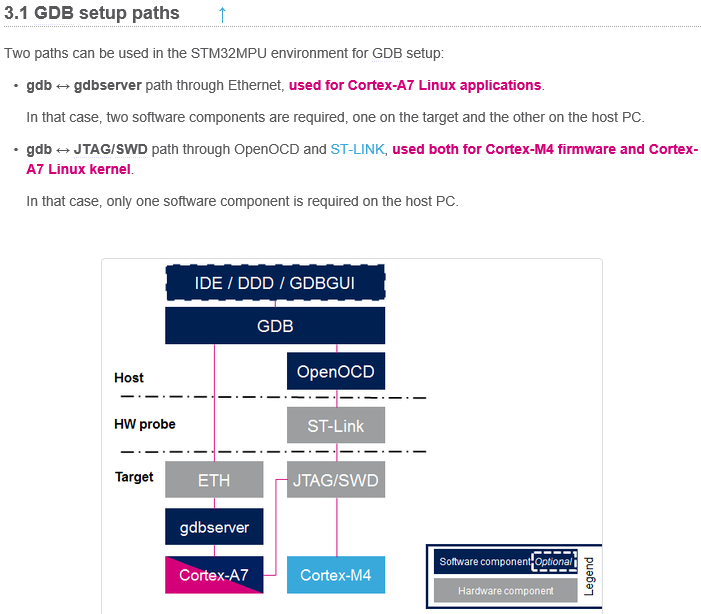 3.1 GDB setup paths ↑
Two paths can be used in the STM32MPU environment for GDB setup:
• gdb ↔ gdbserver path through Ethernet, used for Cortex-A7 Linux applications.
In that case, two software components are required, one on the target and the other on the host PC.
• gdb ↔ JTAG/SWD path through OpenOCD and ST-LINK, used both for Cortex-M4 firmware and Cortex-
A7 Linux kernel.
In that case, only one software component is required on the host PC.
IDE / DDD / GDBGUI
GDB
OpenOCD
Host
HW probe
ST-Link
Target
ETH
JTAG/SWD
gdbserver
Cortex-A7
Cortex-M4
Software component
Optional
Hardware component
Legend